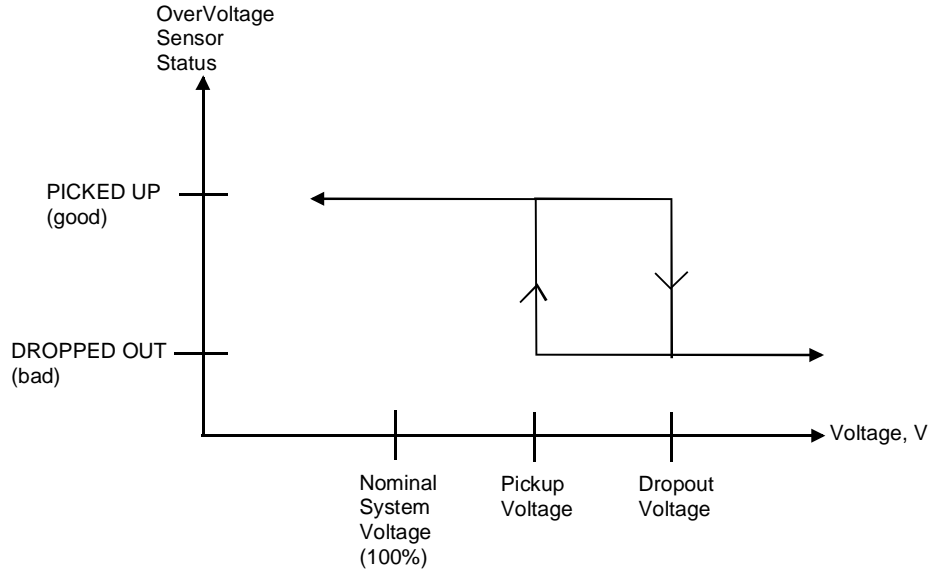 OverVoltage
Sensor
Status
PICKED UP
(good)
DROPPED OUT
(bad)
Voltage, V
Nominal
System
Voltage
(100%)
Pickup
Voltage
Dropout
Voltage